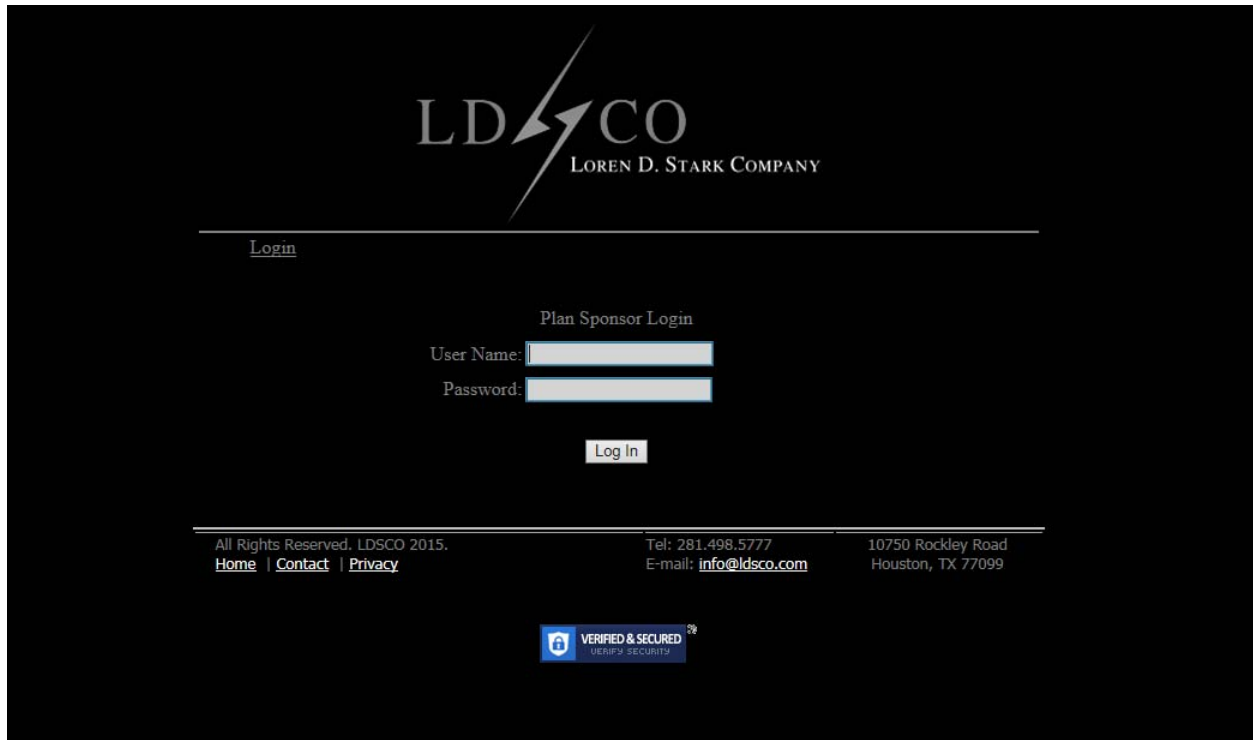 LDSCO
LOREN D. STARK COMPANY
Login
Plan Sponsor Login
User Name:
Password:
Log In
All Rights Reserved. LDSCO 2015.
Home | Contact | Privacy
Tel: 281.498.5777
E-mail: info@ldsco.com
10750 Rockley Road
Houston, TX 77099
VERIFIED & SECURED
VERIFY SECURITY